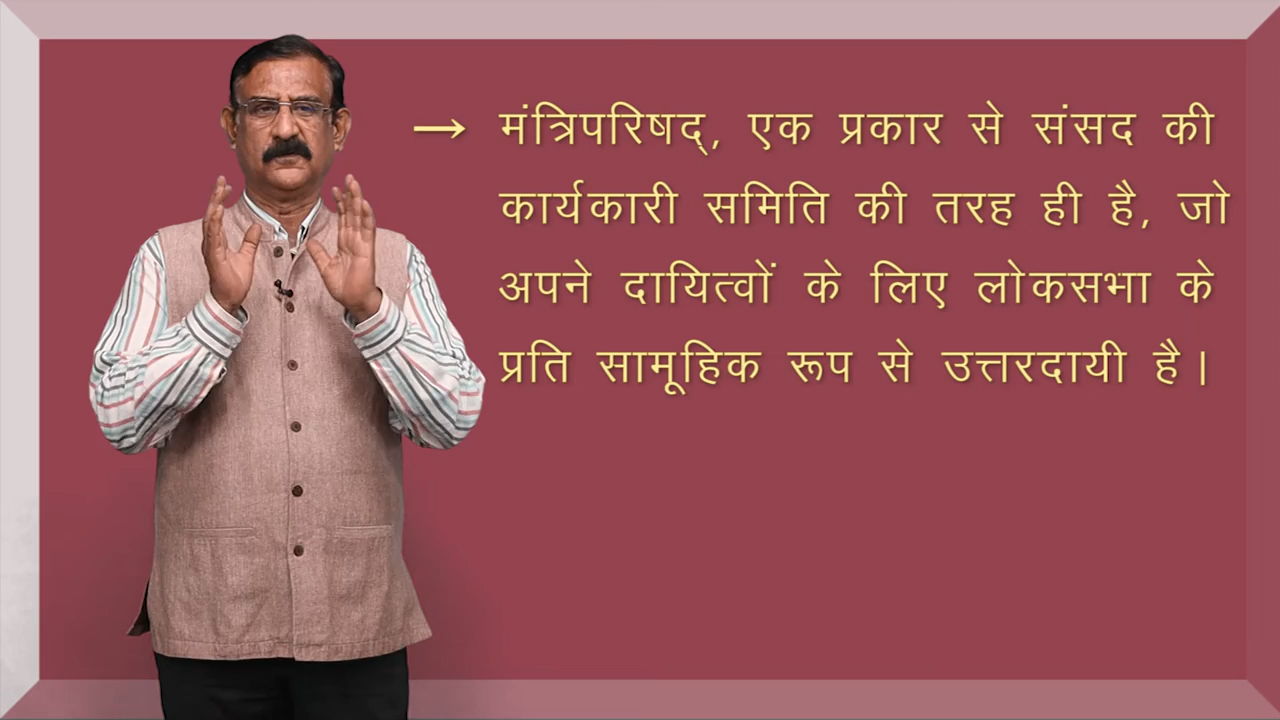 → मंत्रिपरिषद्, एक प्रकार से संसद की
कार्यकारी समिति की तरह ही है, जो
अपने दायित्वों के लिए लोकसभा के
प्रति सामूहिक रूप से उत्तरदायी है।